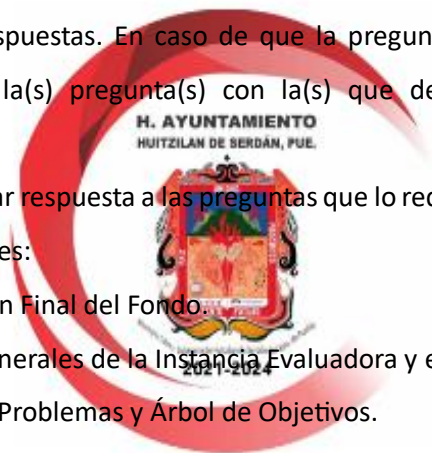 spuestas. En caso de que la pregun
la(s) pregunta(s) con la(s) que de
H. AYUNTAMIENTO
HUITZILAN DE SERDÁN, PUE.
ar respuesta a las preguntas que lo rec
es:
n Final del Fondo.
nerales de la Instancia Evaluadora y e
2021-2024
Problemas y Árbol de Objetivos.